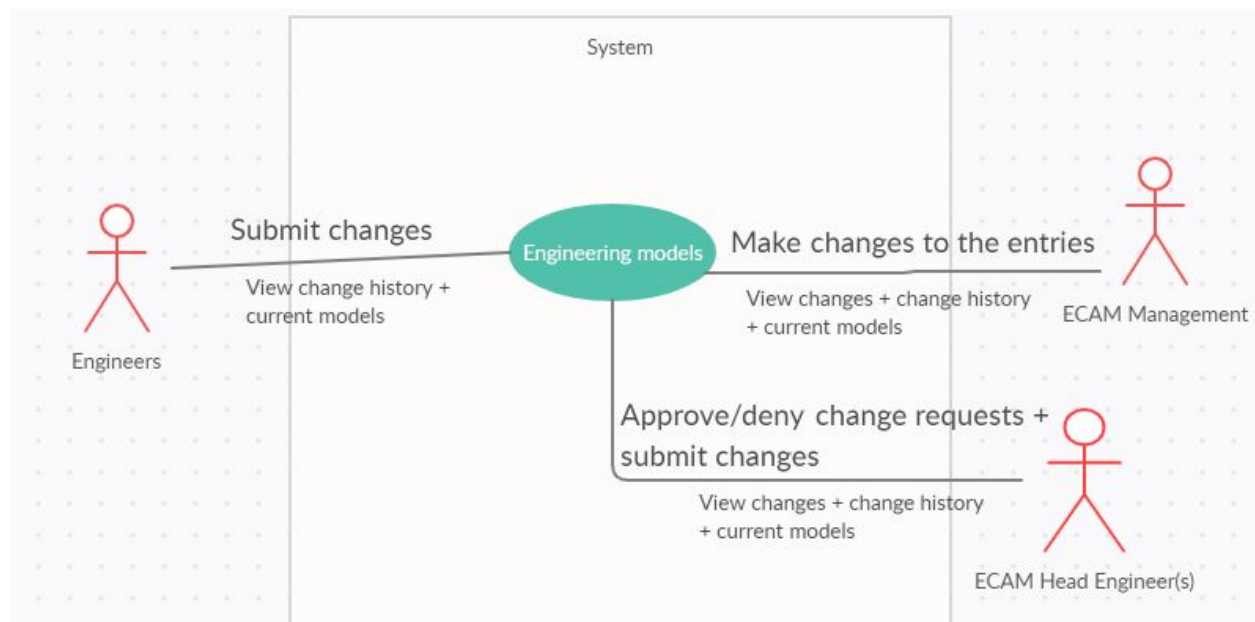 System
Submit changes
View change history +
current models
Engineers
Engineering models
Make changes to the entries
View changes + change history
+ current models
ECAM Management
Approve/deny change requests +
submit changes
View changes + change history
+ current models
ECAM Head Engineer(s)